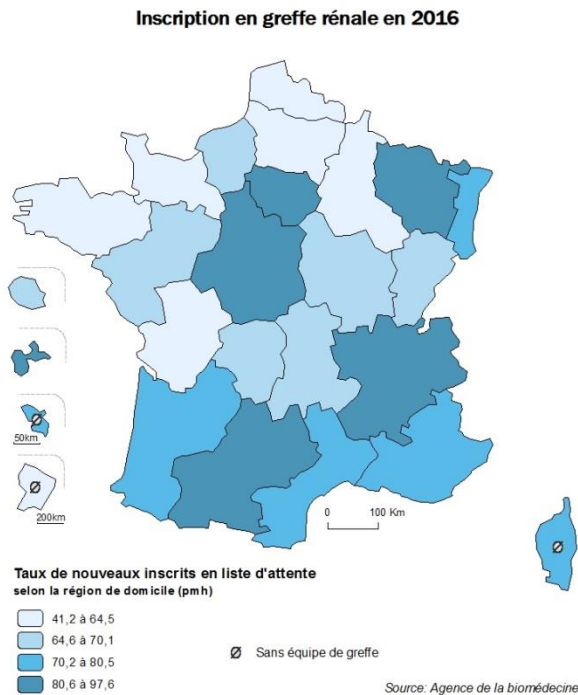 Inscription en greffe rénale en 2016
50km
200km
0 100 Km
Taux de nouveaux inscrits en liste d'attente
selon la région de domicile (pmh)
41,2 à 64,5
64,6 à 70,1
70,2 à 80,5
80,6 à 97,6
Sans équipe de greffe
Source: Agence de la biomédecine